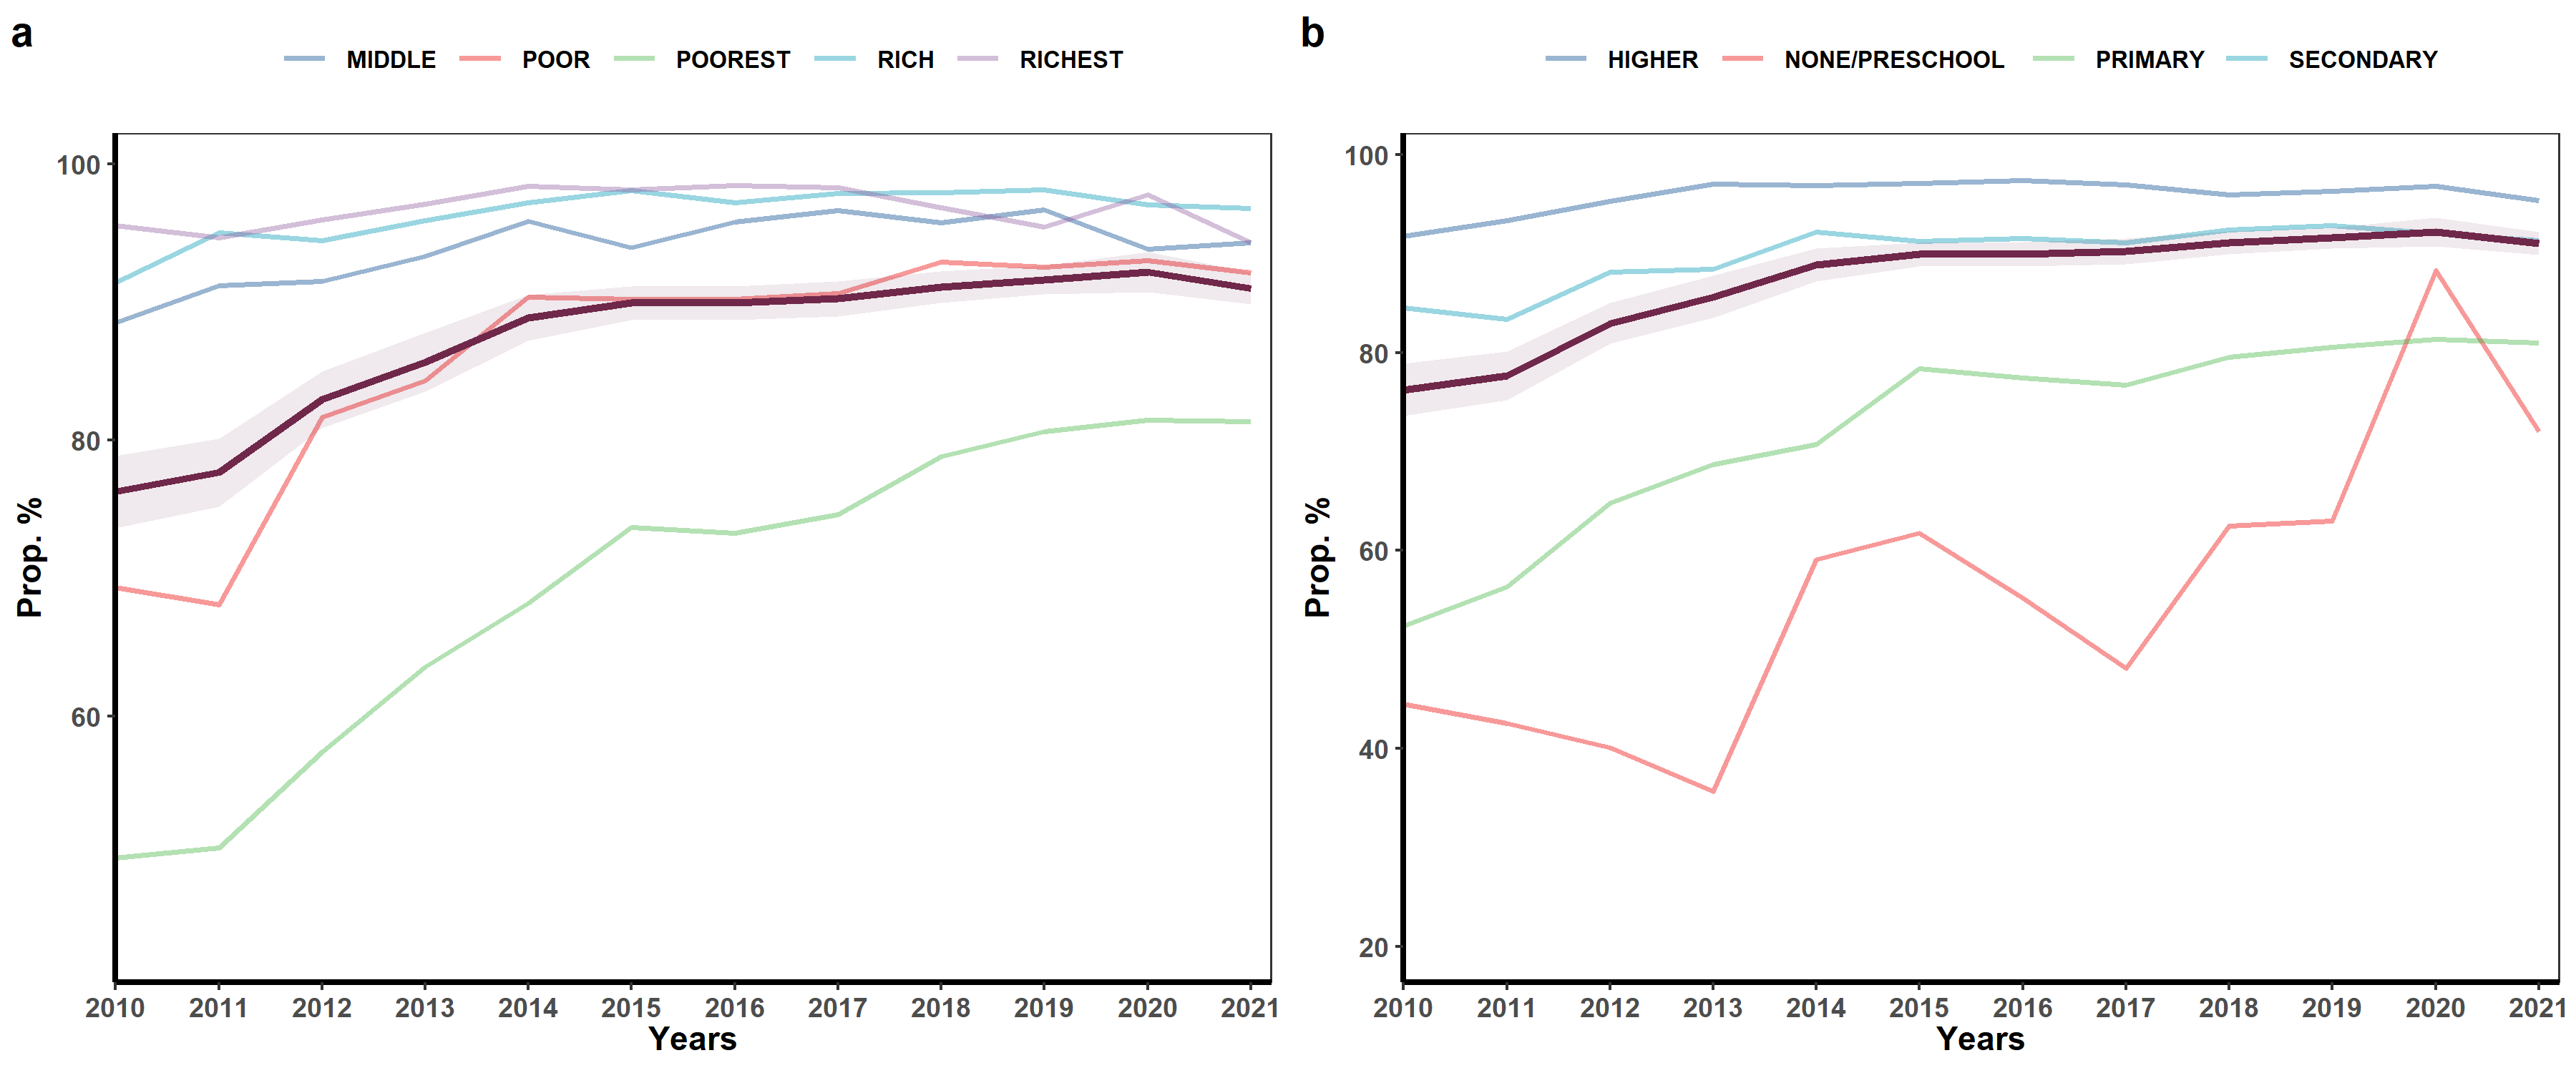 a
MIDDLE POOR POOREST RICH RICHEST
100
80
60
Prop. %
2010 2011 2012 2013 2014 2015 2016 2017 2018 2019 2020 2021
Years
b
HIGHER NONE/PRESCHOOL PRIMARY SECONDARY
100
80
60
40
20
Prop. %
2010 2011 2012 2013 2014 2015 2016 2017 2018 2019 2020 2021
Years